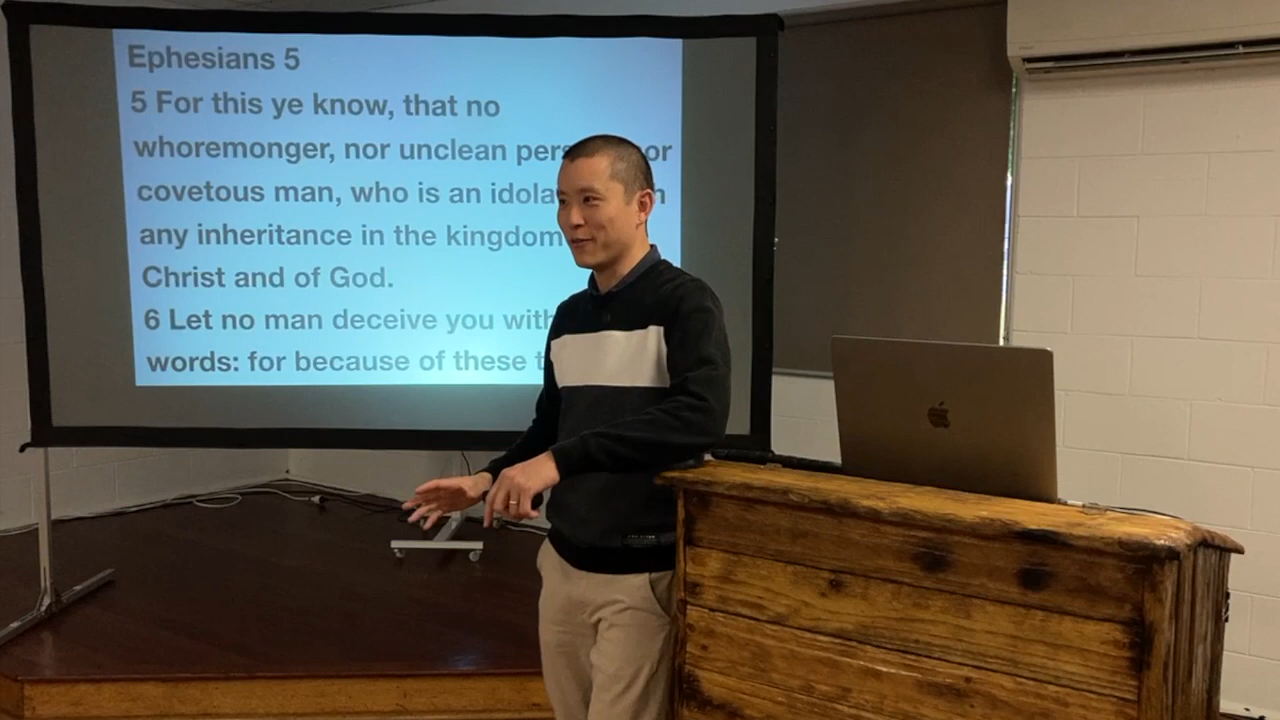 Ephesians 5
5 For this ye know, that no
whoremonger, nor unclean
covetous man, who is an
any inheritance in the kingdom
Christ and of God.
6 Let no man deceive you with
words: for because of these